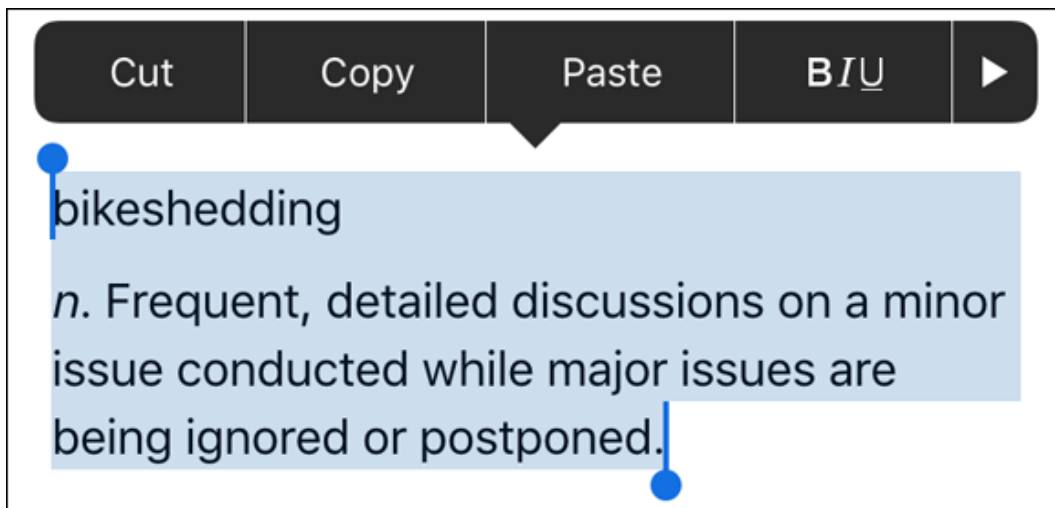 Cut Copy Paste BIU
bikeshedding
n. Frequent, detailed discussions on a minor
issue conducted while major issues are
being ignored or postponed.